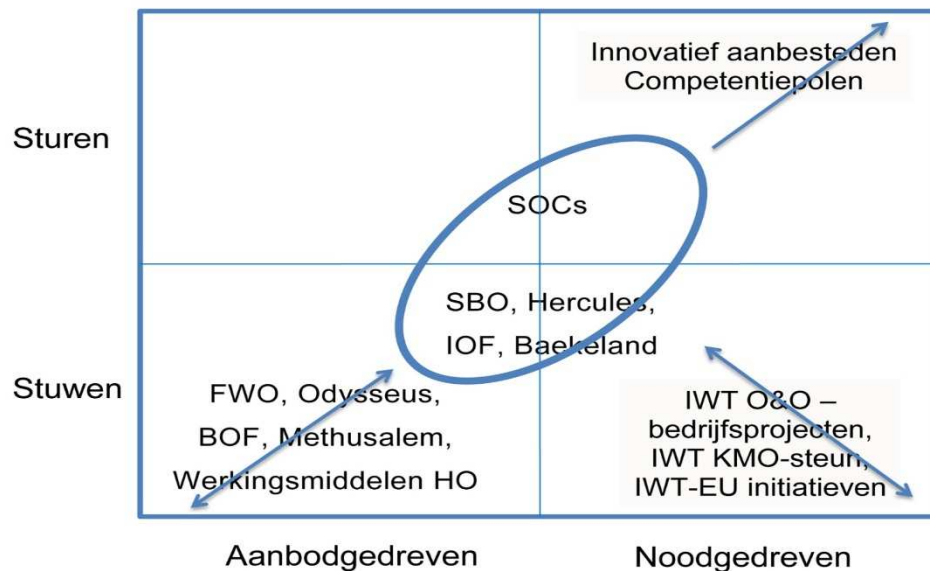 Innovatief aanbesteden
Competentiepolen
Sturen
SOCs
SBO, Hercules,
IOF, Baekeland
Stuwen
FWO, Odysseus,
BOF, Methusalem,
Werkingsmiddelen HO
IWT O&O –
bedrijfsprojecten,
IWT KMO-steun,
IWT-EU initiatieven
Aanbodgedreven
Noodgedreven